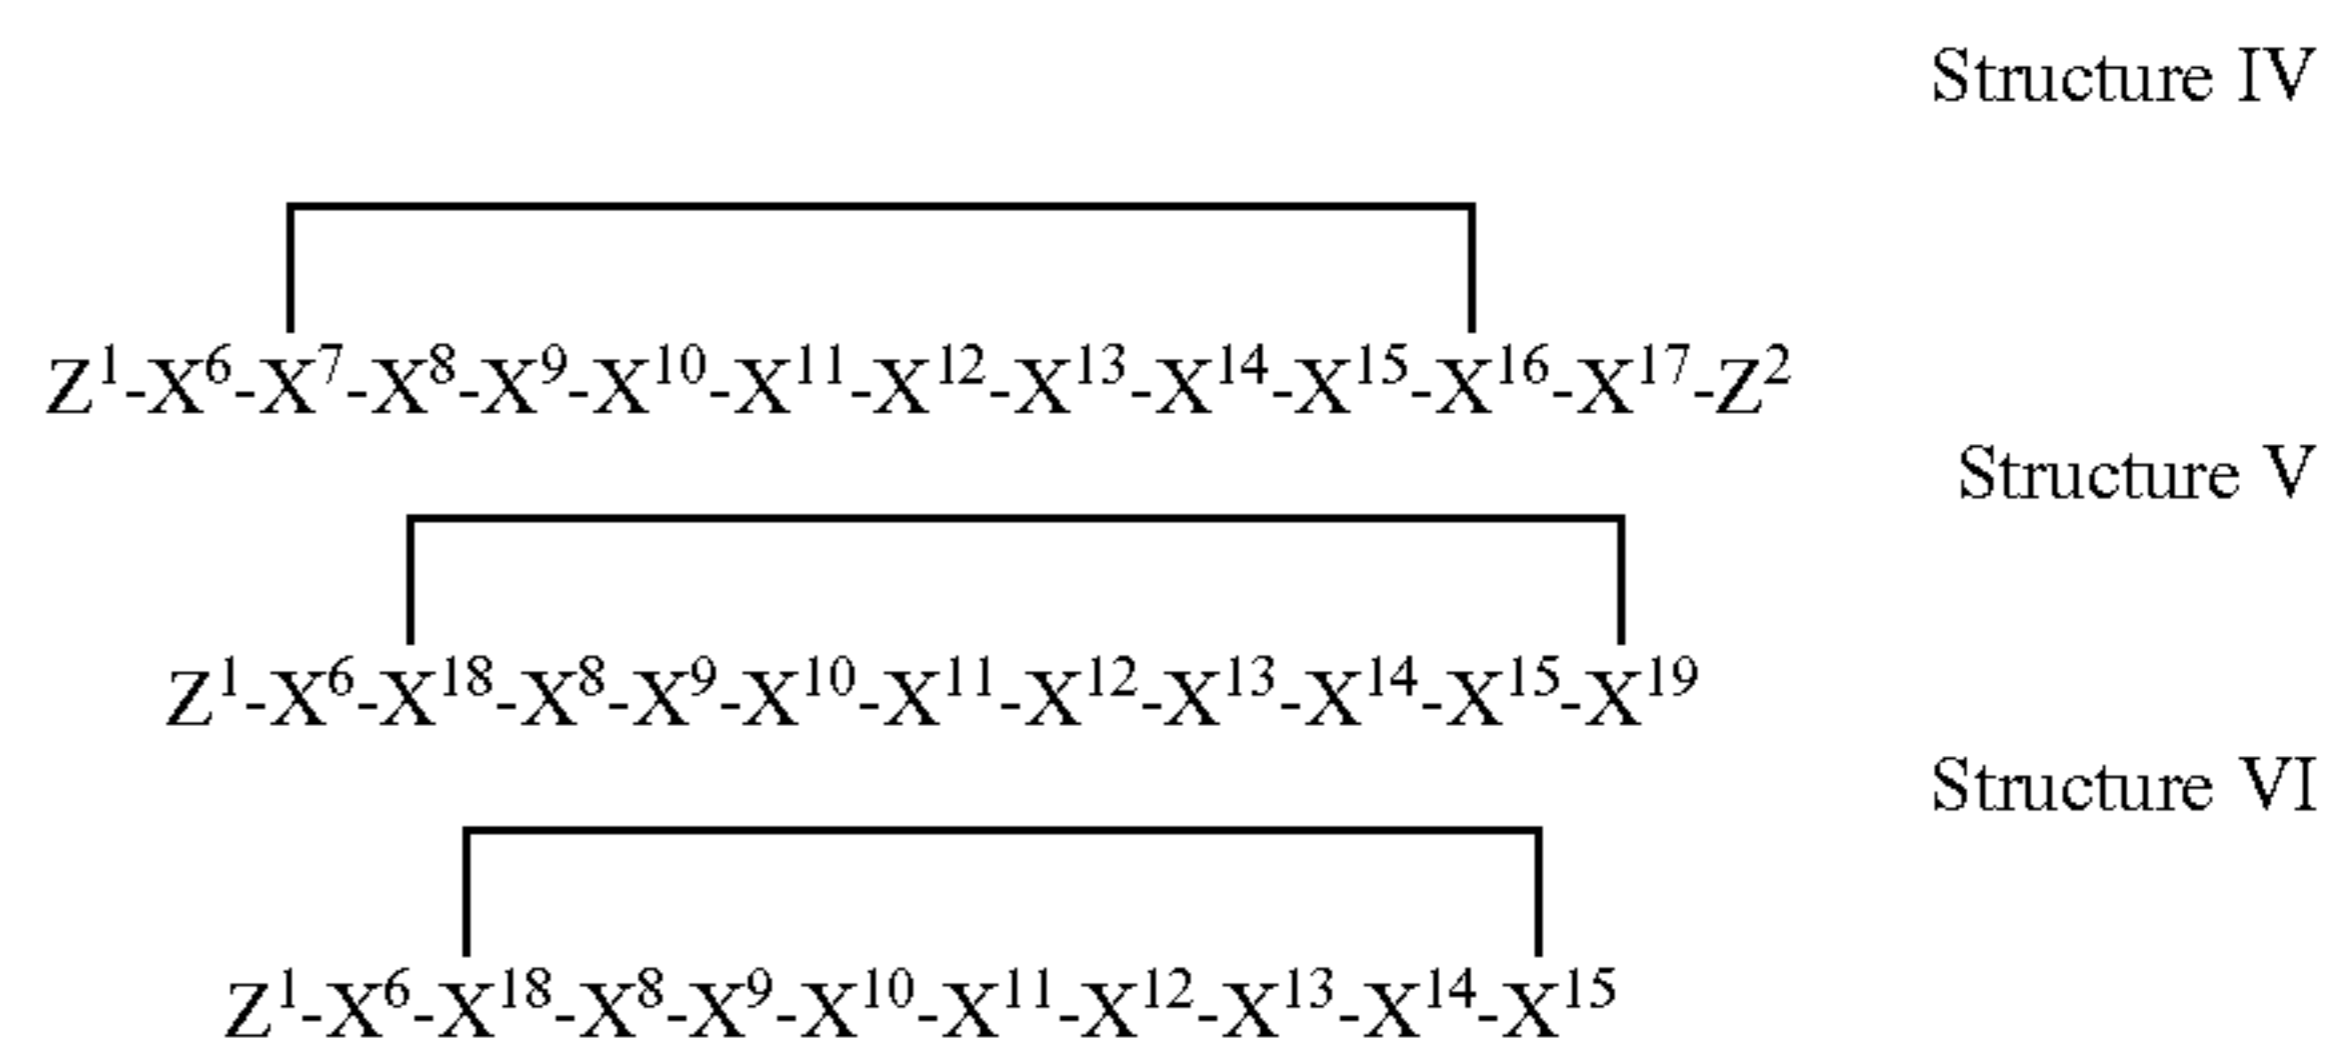 Structure IV
Z¹-X⁶-X⁷-X⁸-X⁹-X¹⁰-X¹¹-X¹²-X¹³-X¹⁴-X¹⁵-X¹⁶-X¹⁷-Z²
Structure V
Z¹-X⁶-X¹⁸-X⁸-X⁹-X¹⁰-X¹¹-X¹²-X¹³-X¹⁴-X¹⁵-X¹⁹
Structure VI
Z¹-X⁶-X¹⁸-X⁸-X⁹-X¹⁰-X¹¹-X¹²-X¹³-X¹⁴-X¹⁵